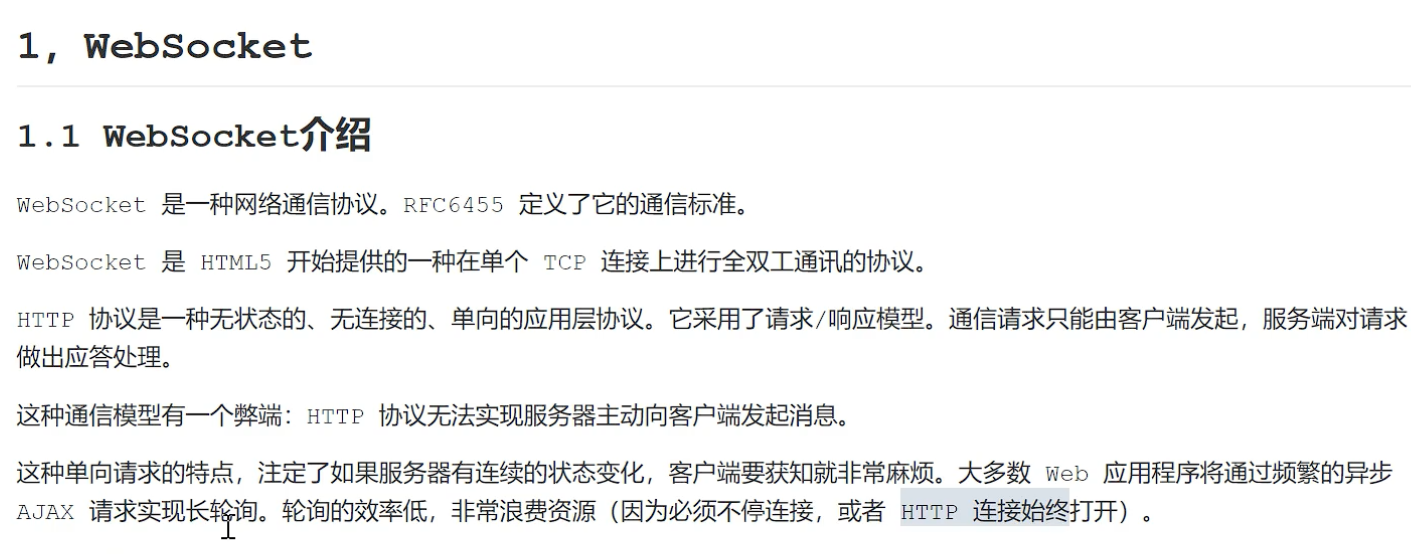 1, WebSocket
1.1 WebSocket介绍
WebSocket 是一种网络通信协议。RFC6455 定义了它的通信标准。
WebSocket 是 HTML5 开始提供的一种在单个 TCP 连接上进行全双工通讯的协议。
HTTP 协议是一种无状态的、无连接的、单向的应用层协议。它采用了请求/响应模型。通信请求只能由客户端发起，服务端对请求
做出应答处理。
这种通信模型有一个弊端：HTTP 协议无法实现服务器主动向客户端发起消息。
这种单向请求的特点，注定了如果服务器有连续的状态变化，客户端要获知就非常麻烦。大多数 Web 应用程序将通过频繁的异步
AJAX 请求实现长轮询。轮询的效率低，非常浪费资源（因为必须不停连接，或者 HTTP 连接始终打开）。